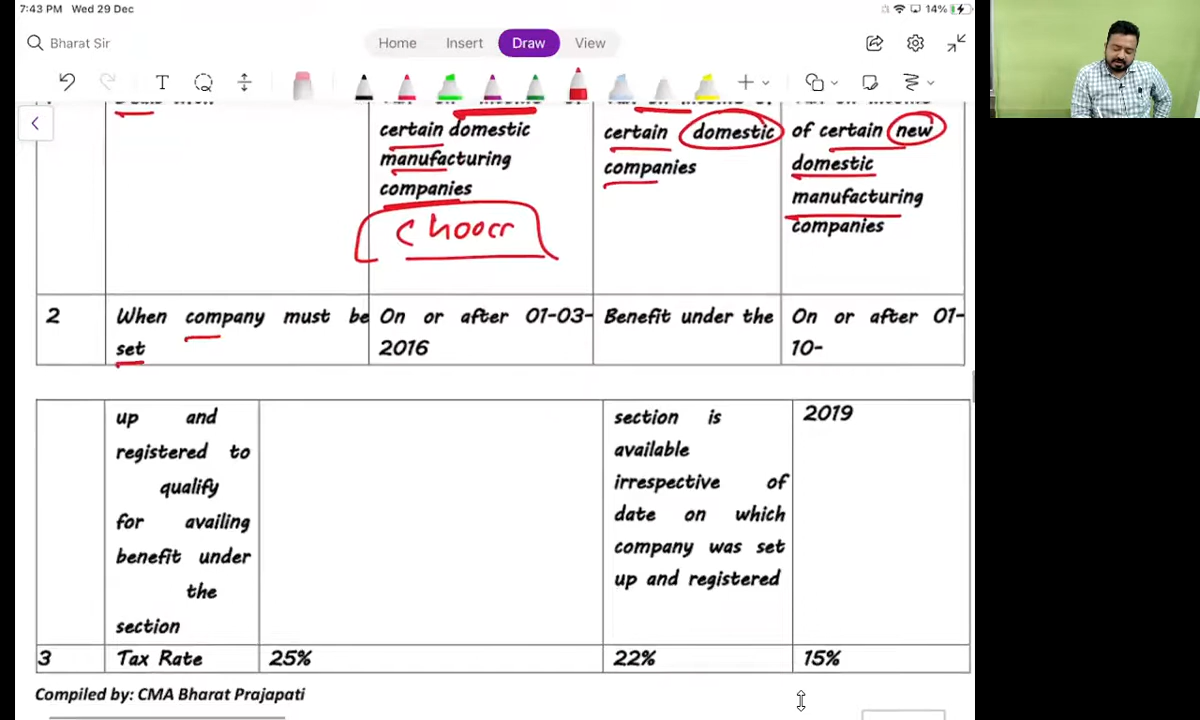 7:43 PM Wed 29 Dec
14%
Bharat Sir
Home Insert Draw View
certain domestic
manufacturing
companies
certain domestic
companies
of certain new
domestic
manufacturing
companies
2
When company must be
set
On or after 01-03-
2016
Benefit under the
On or after 01-
10-
up and
registered to
qualify
for availing
benefit under
the
section
section is
available
irrespective of
date on which
company was set
up and registered
2019
3 Tax Rate 25% 22% 15%
Compiled by: CMA Bharat Prajapati